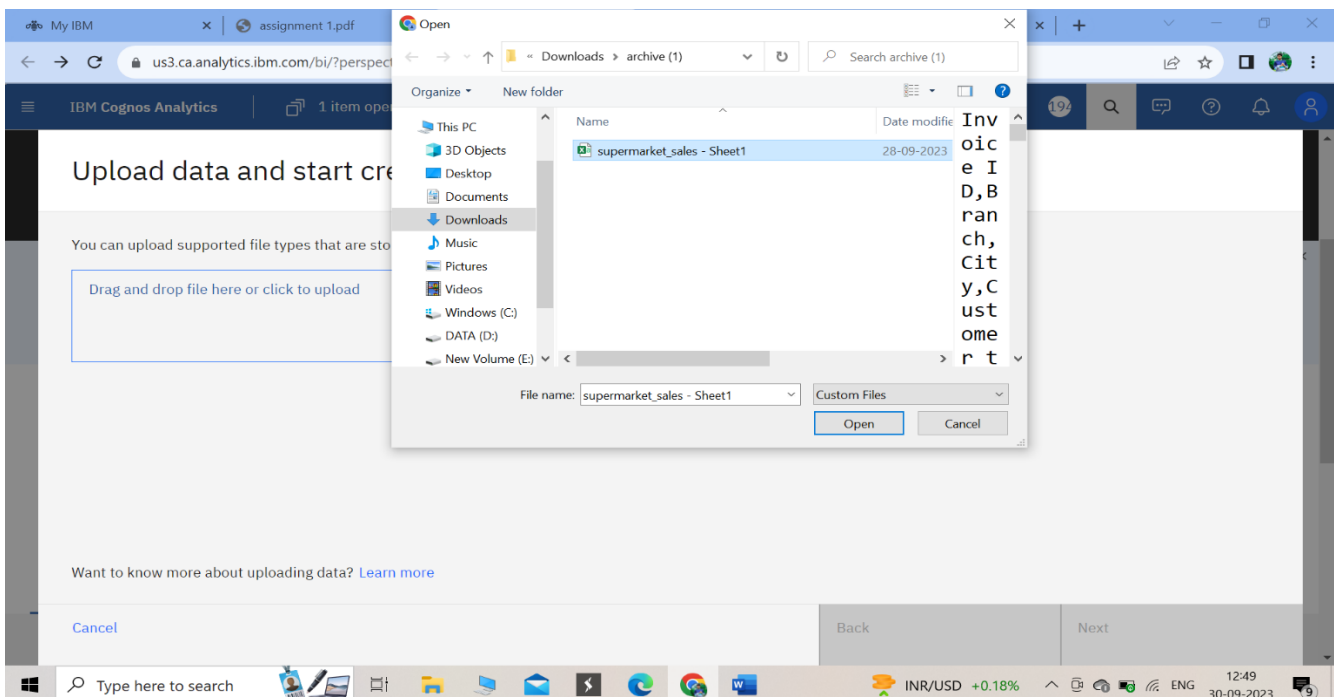 My IBM
assignment 1.pdf
Open
us3.ca.analytics.ibm.com/bi/?perspect
« Downloads > archive (1)
Search archive (1)
Organize
New folder
IBM Cognos Analytics
1 item ope
194
This PC
3D Objects
Desktop
Documents
Downloads
Music
Pictures
Videos
Windows (C:)
DATA (D:)
New Volume (E:)
Name
Date modifie
supermarket_sales - Sheet1
28-09-2023
Inv
oic
e I
D,B
ran
ch,
Cit
y,C
ust
ome
r t
File name:
supermarket_sales - Sheet1
Custom Files
Open
Cancel
Upload data and start cre
You can upload supported file types that are sto
Drag and drop file here or click to upload
Want to know more about uploading data? Learn more
Cancel
Back
Next
Type here to search
INR/USD +0.18%
ENG
12:49
30-09-2023
9